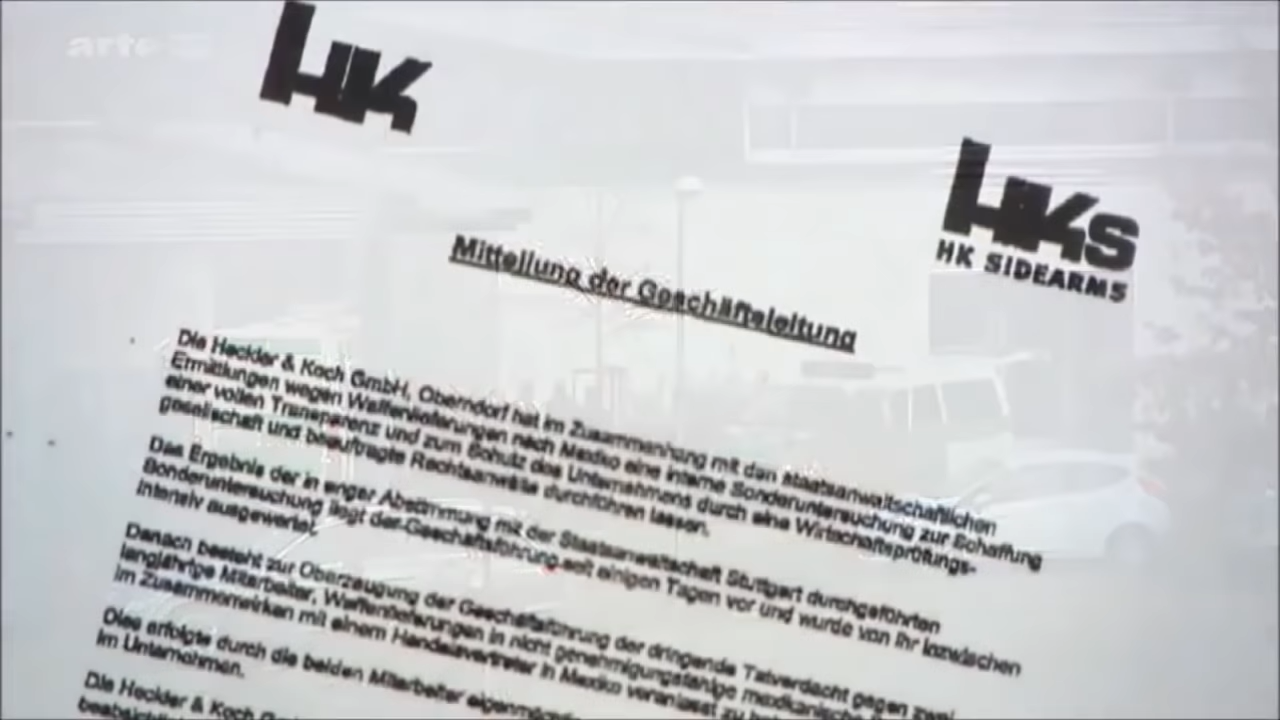 arte
HK
HKS
HK SIDEARMS
Mitteilung der Geschäftsleitung
Die Heckler & Koch GmbH, Oberndorf hat im Zusammenhang mit den staatsanwaltschaftlichen
Ermittlungen wegen Waffenlieferungen nach Mexiko eine interne Sonderuntersuchung zur Schaffung
einer vollen Transparenz und zum Schutz des Unternehmens durch eine Wirtschaftsprüfungs-
gesellschaft und beauftragte Rechtsanwälte durchführen lassen.
Das Ergebnis der in enger Abstimmung mit der Staatsanwaltschaft Stuttgart durchgeführten
Sonderuntersuchung liegt der Geschäftsführung seit einigen Tagen vor und wurde von ihr inzwischen
intensiv ausgewertet.
Danach besteht zur Überzeugung der Geschäftsführung der dringende Tatverdacht gegen zwei
langjährige Mitarbeiter, Waffenlieferungen in nicht genehmigungsfähige mexikanische
im Zusammenwirken mit einem Handelsvertreter in Mexiko veranlasst zu
Dies erfolgte durch die beiden Mitarbeiter
im Unternehmen.
Die Heckler & Koch